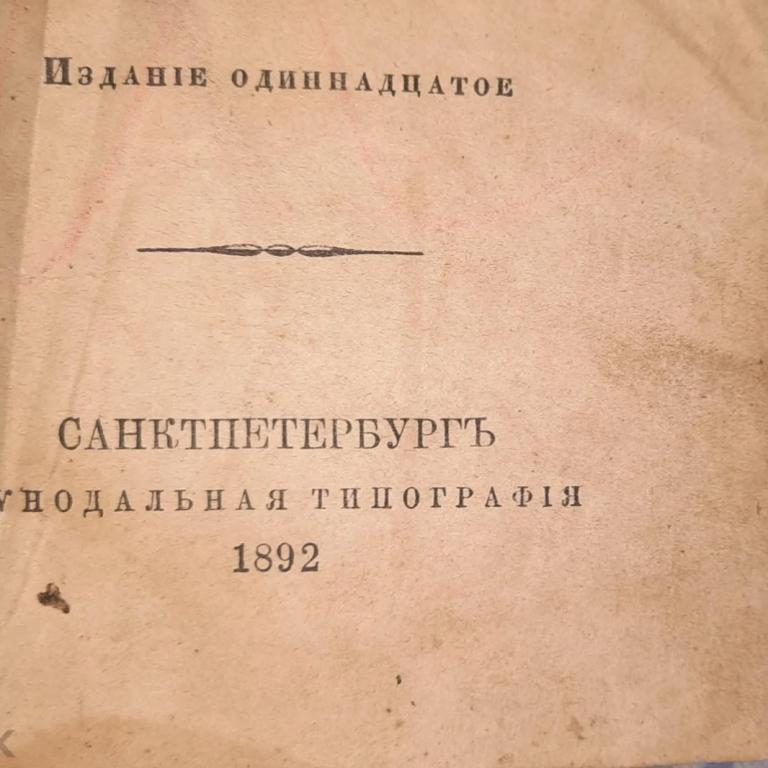 Изданіе одиннадцатое
САНКТПЕТЕРБУРГЪ
УНОДАЛЬНАЯ ТИПОГРАФІЯ
1892